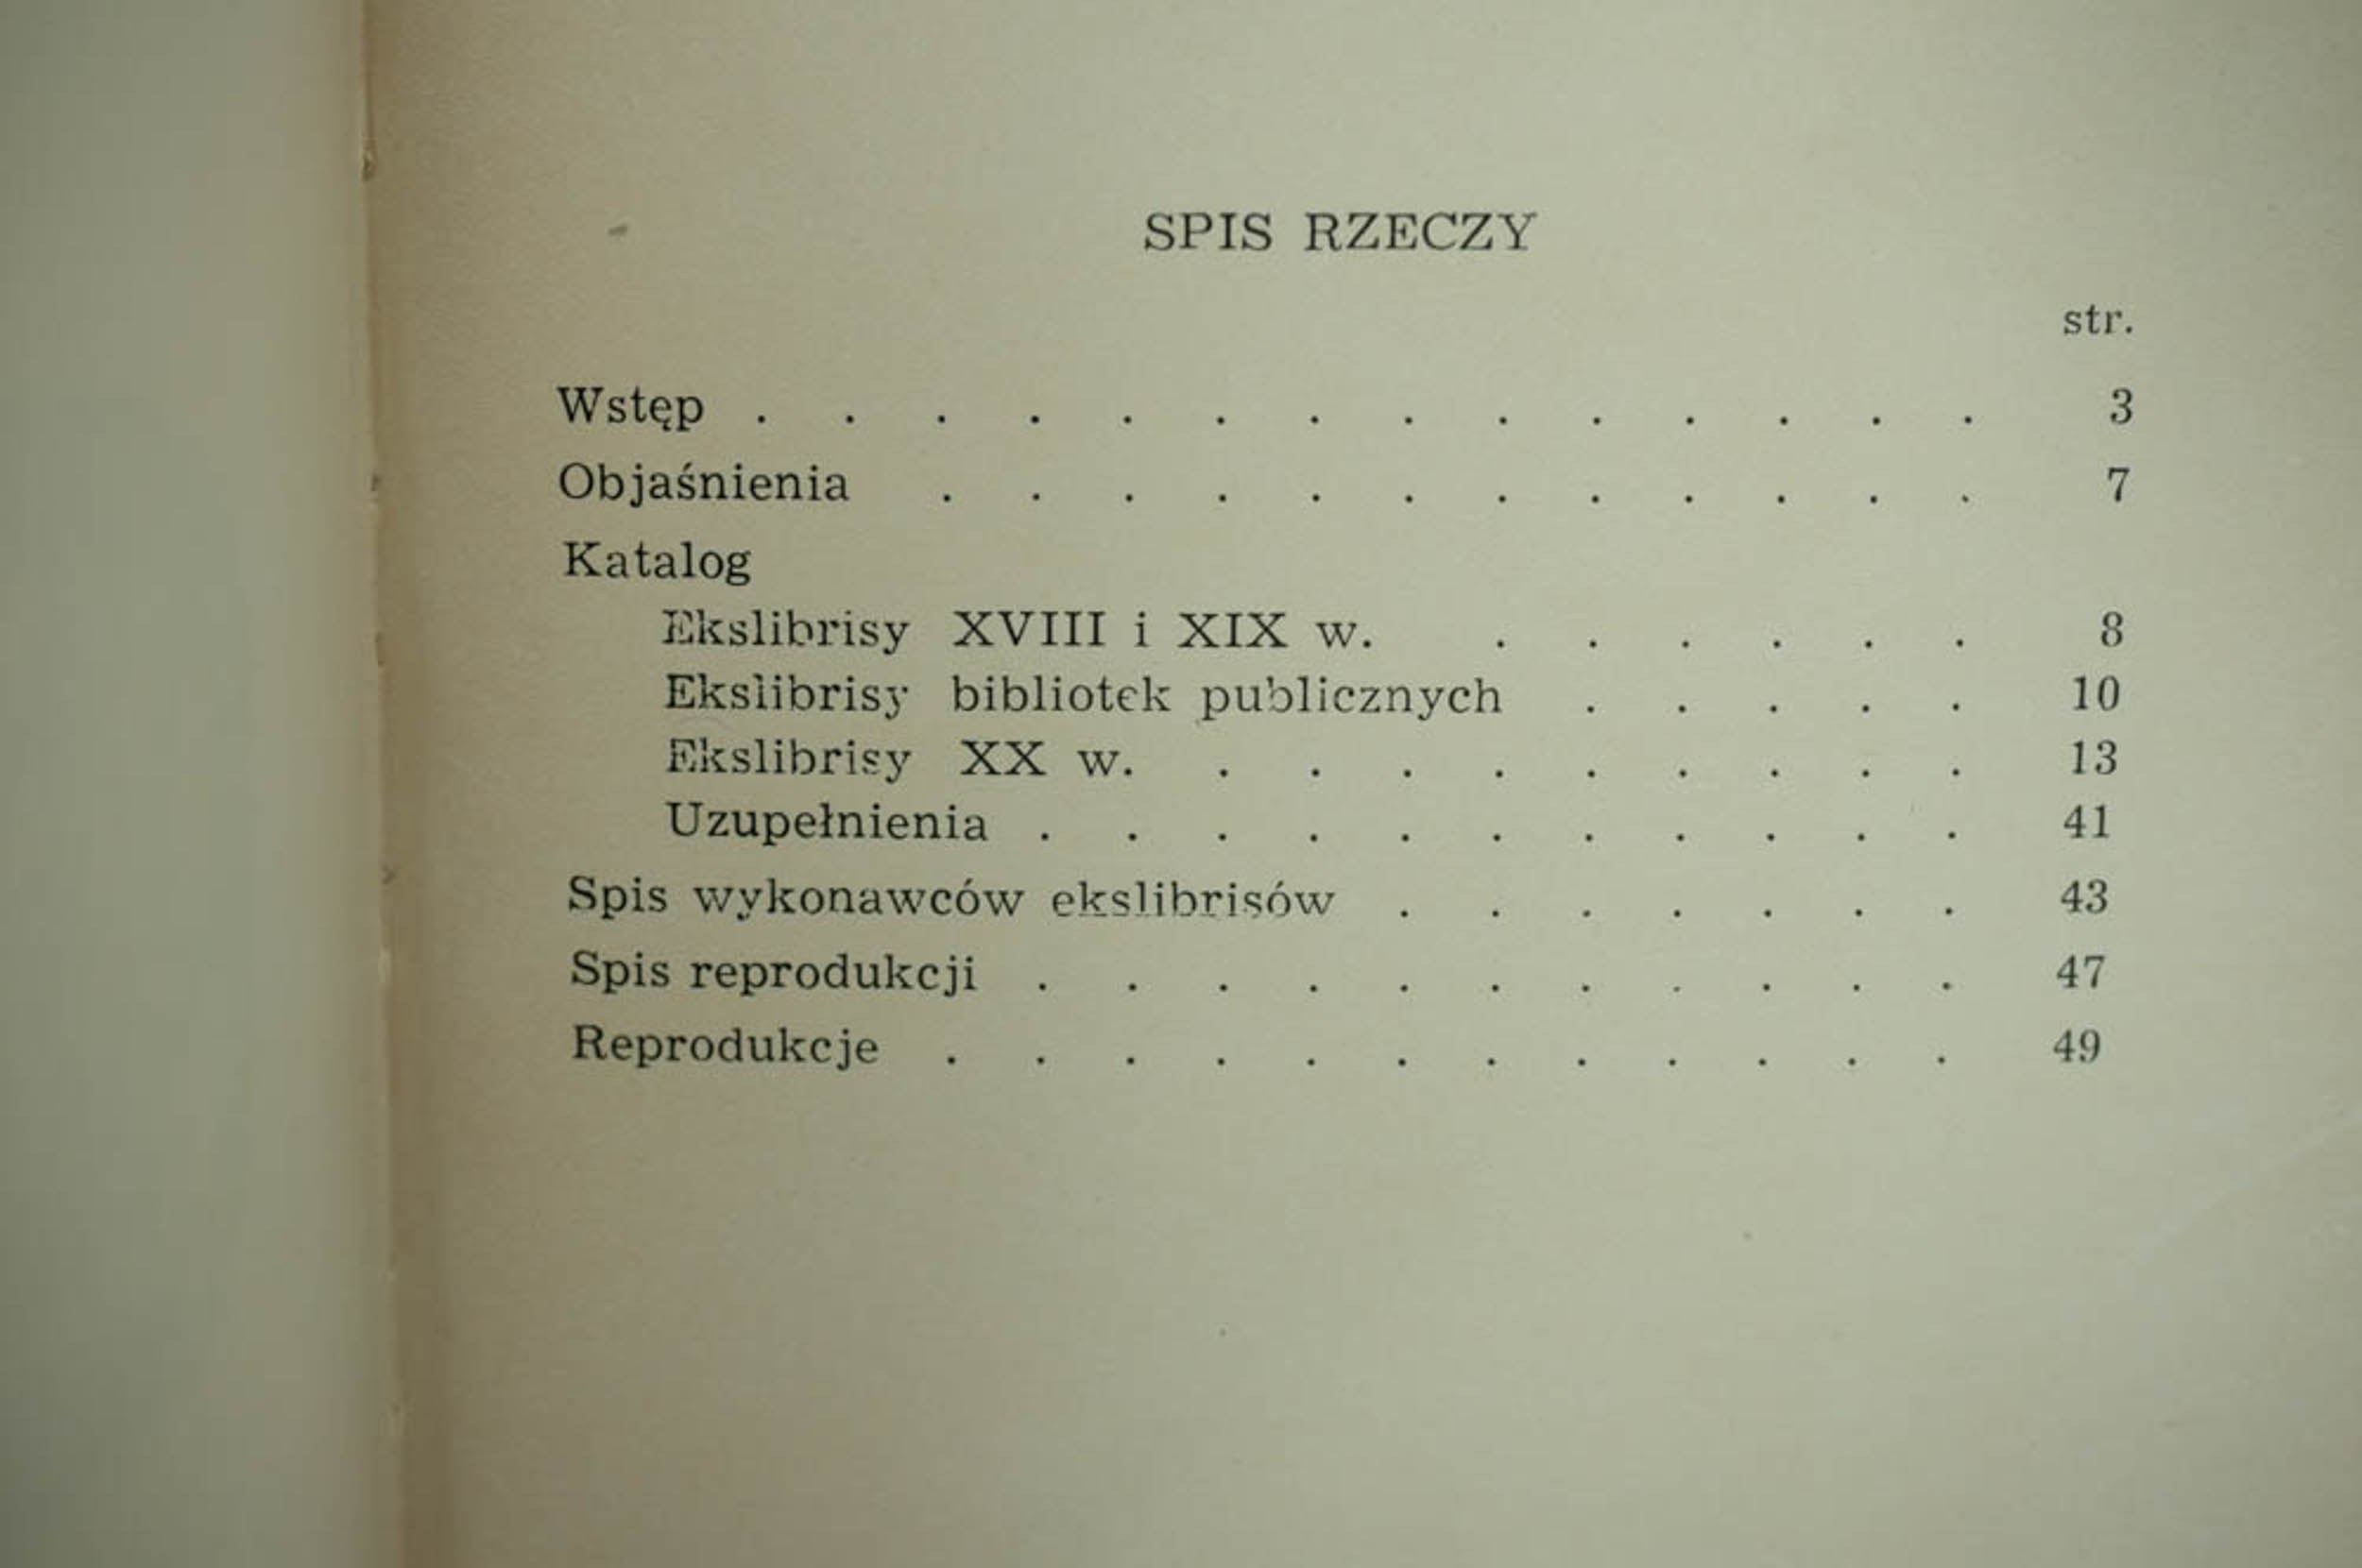 SPIS RZECZY
str.
Wstęp . . . . . . . . . . . . . . 3
Objaśnienia . . . . . . . . . . . . 7
Katalog
Ekslibrisy XVIII i XIX w. . . . . . . 8
Ekslibrisy bibliotek publicznych . . . . . 10
Ekslibrisy XX w. . . . . . . . . . 13
Uzupełnienia . . . . . . . . . . . 41
Spis wykonawców ekslibrisów . . . . . . . 43
Spis reprodukcji . . . . . . . . . . . 47
Reprodukcje . . . . . . . . . . . . 49